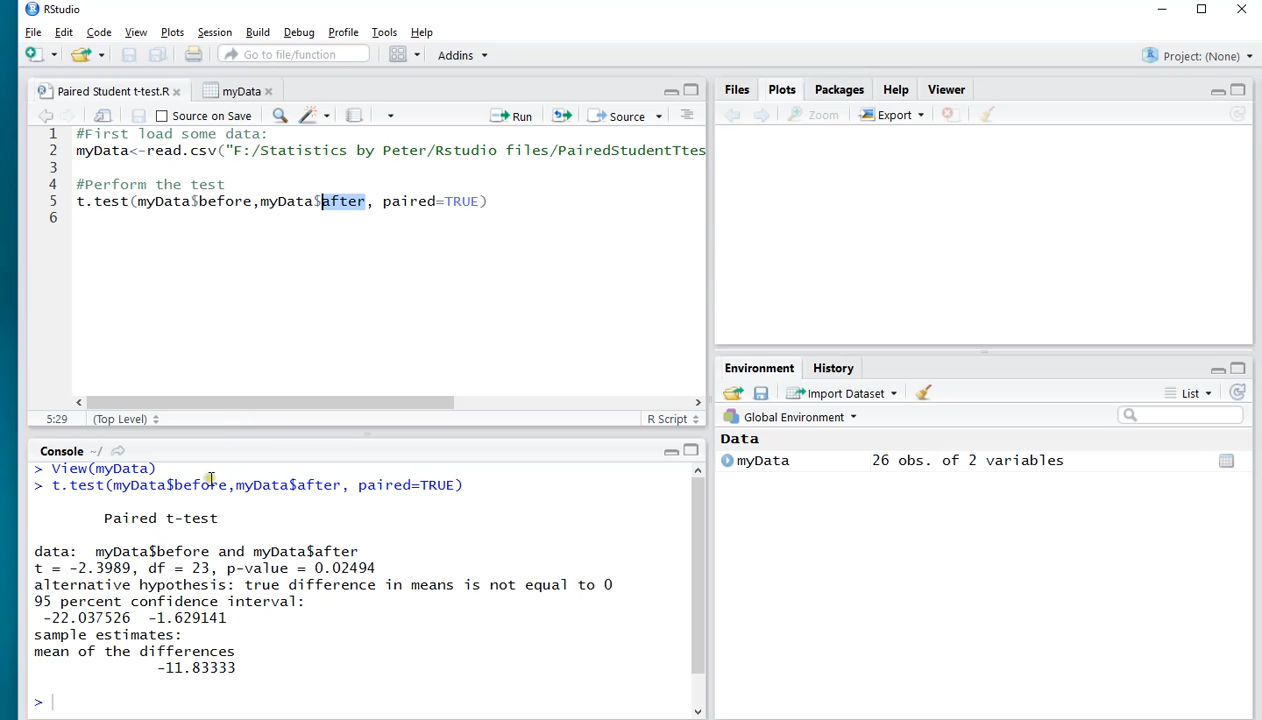 RStudio
File Edit Code View Plots Session Build Debug Profile Tools Help
Go to file/function Addins Project: (None)
Paired Student t-test.R myData
Source on Save Run Source
1 #First load some data:
2 myData<-read.csv("F:/Statistics by Peter/Rstudio files/PairedStudentTtes
3
4 #Perform the test
5 t.test(myData$before,myData$after, paired=TRUE)
6
5:29 (Top Level) R Script
Console ~/
> View(myData)
> t.test(myData$before,myData$after, paired=TRUE)
Paired t-test
data: myData$before and myData$after
t = -2.3989, df = 23, p-value = 0.02494
alternative hypothesis: true difference in means is not equal to 0
95 percent confidence interval:
-22.037526 -1.629141
sample estimates:
mean of the differences
-11.83333
>
Files Plots Packages Help Viewer
Zoom Export
Environment History
Import Dataset List
Global Environment
Data
myData 26 obs. of 2 variables